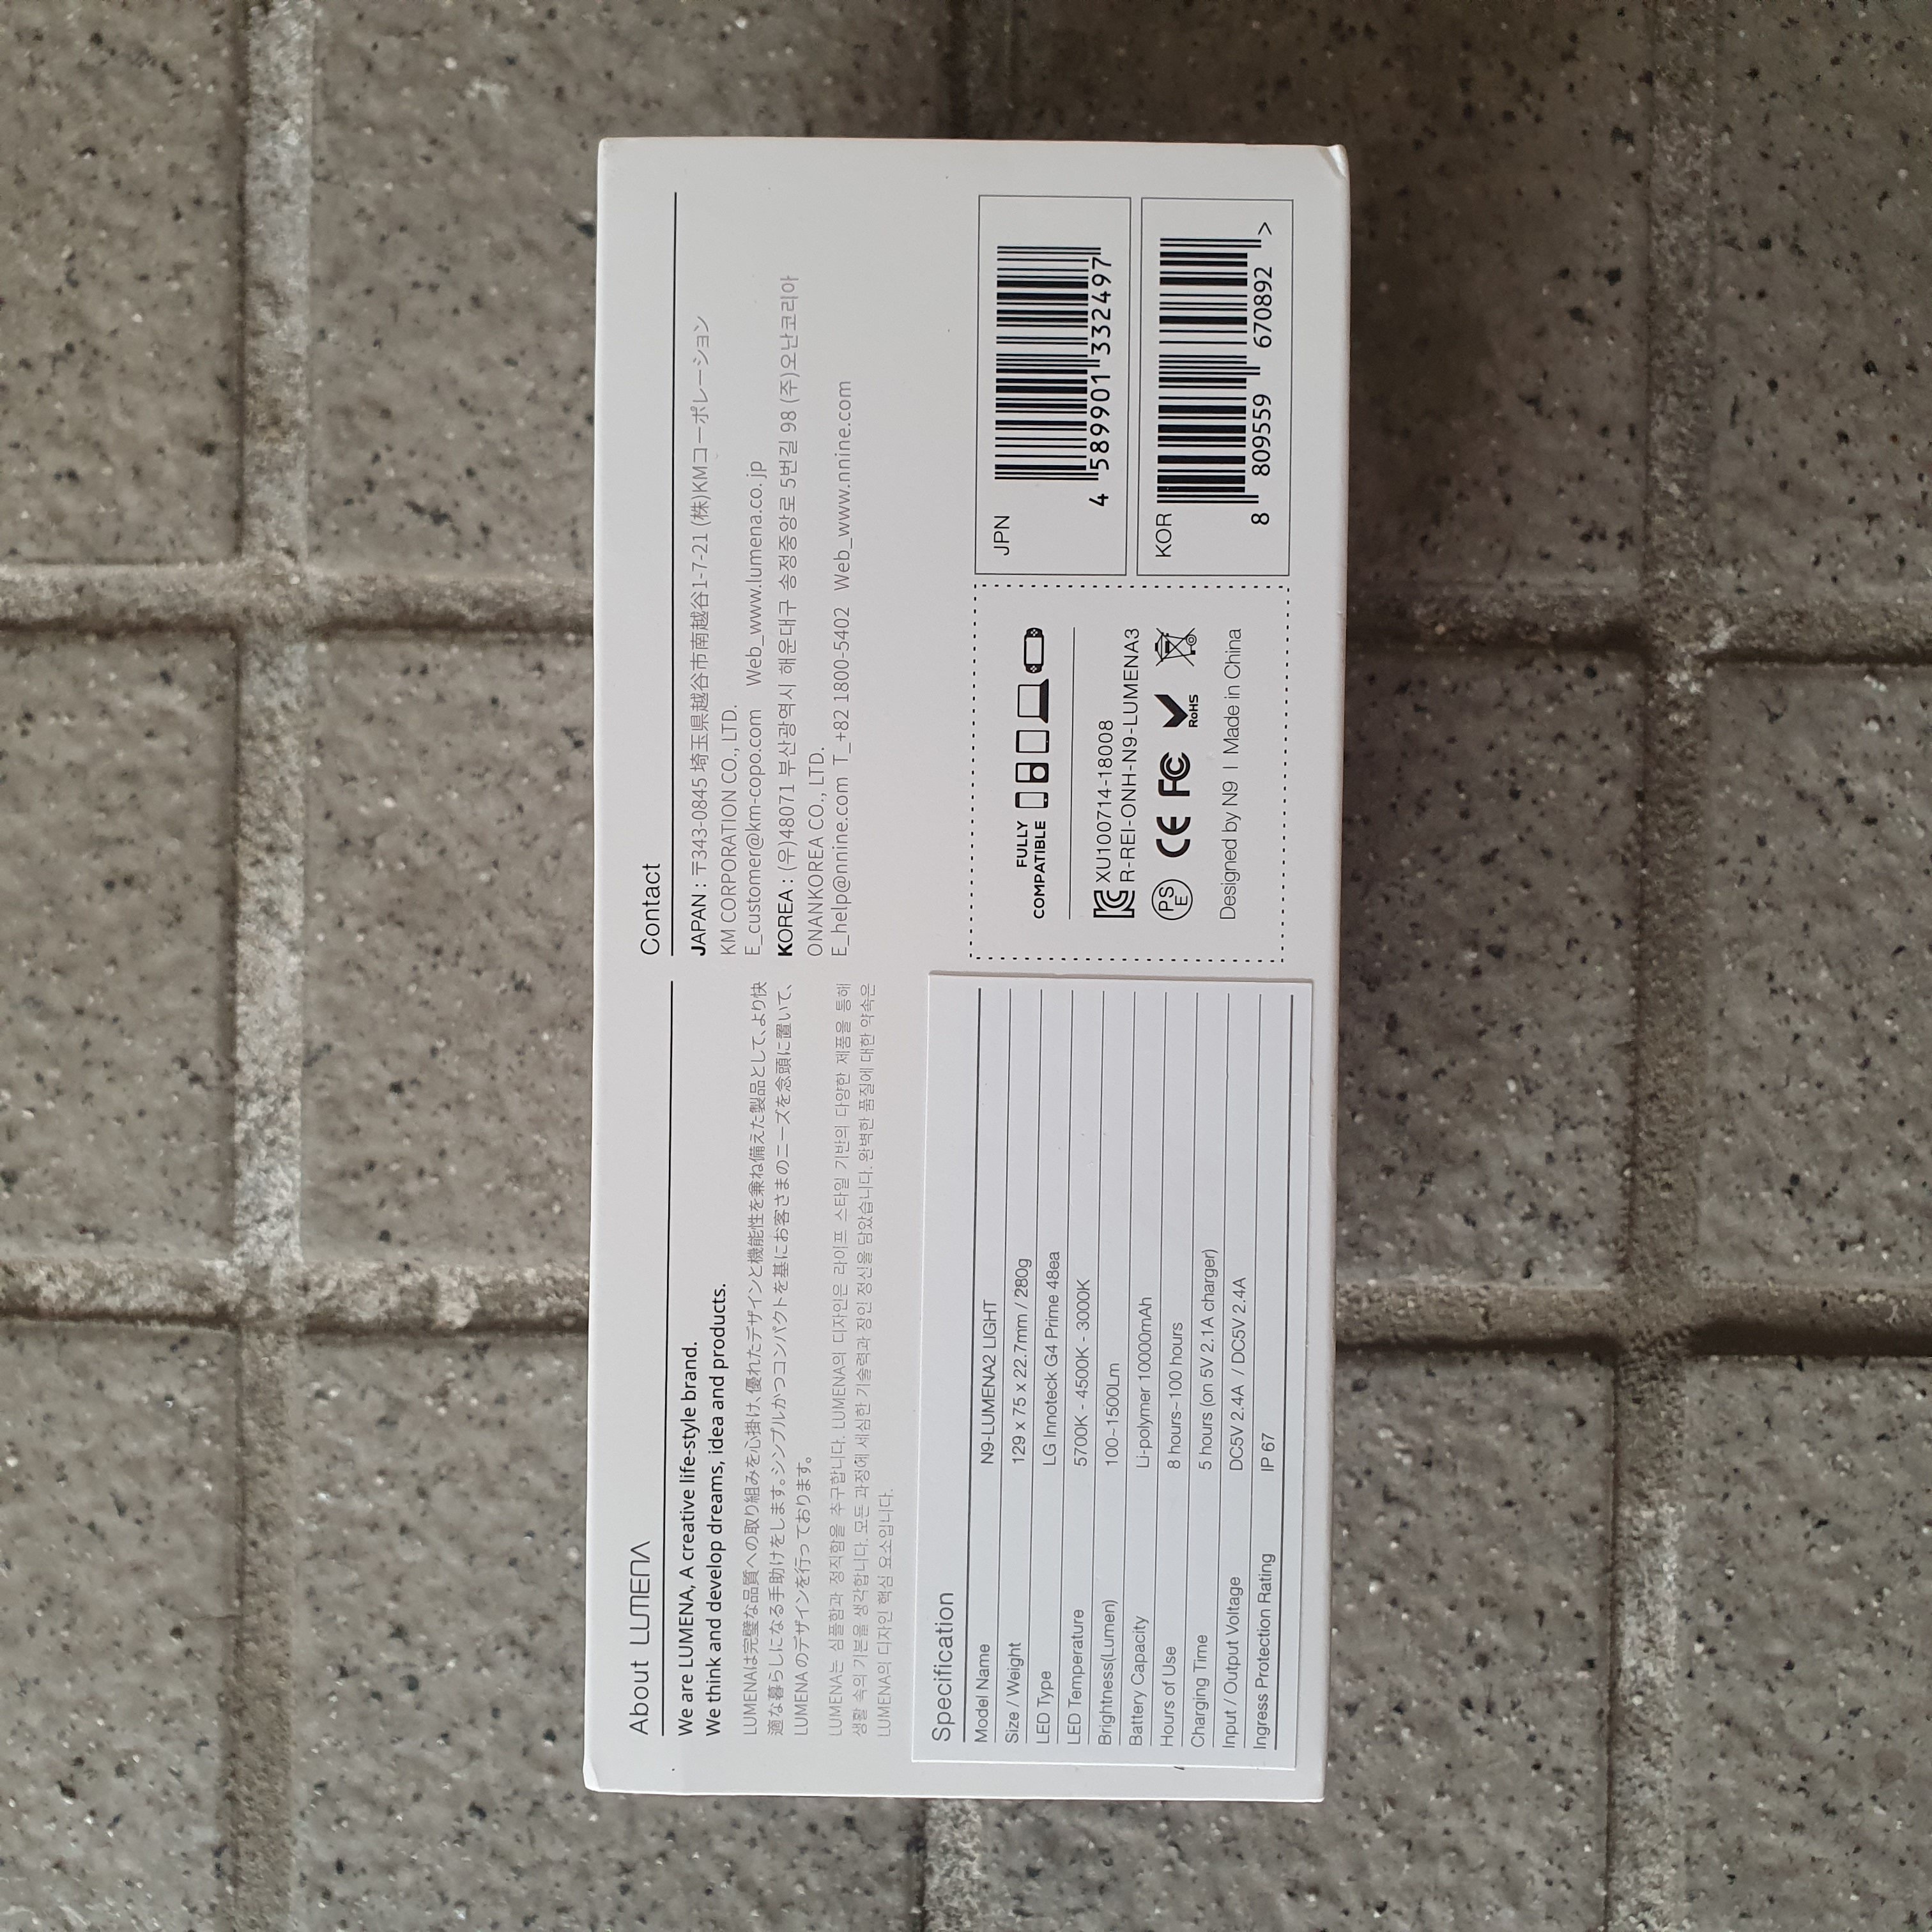 About LUMENA
We are LUMENA, A creative life-style brand.
We think and develop dreams, idea and products.
LUMENAは完璧な品質への取り組みを心掛け、優れたデザインと機能性を兼ね備えた製品として、より快
適な暮らしになる手助けをします。シンプルかつコンパクトを基にお客さまのニーズを念頭に置いて、
LUMENA のデザインを行っております。
LUMENA는 심플함과 정직함을 추구합니다. LUMENA의 디자인은 라이프 스타일 기반의 다양한 제품을 통해
생활 속의 기본을 생각합니다. 모든 과정에 세심한 기술력과 장인 정신을 담았습니다. 완벽한 품질에 대한 약속은
LUMENA의 디자인 핵심 요소입니다.
Contact
JAPAN : 〒343-0845 埼玉県越谷市南越谷1-7-21 (株)KMコーポレーション
KM CORPORATION CO., LTD.
E_customer@km-copo.com Web_www.lumena.co.jp
KOREA : (우)48071 부산광역시 해운대구 송정중앙로 5번길 98 (주)오난코리아
ONANKOREA CO., LTD.
E_help@nnine.com T_+82 1800-5402 Web_www.nnine.com
Specification
Model Name N9-LUMENA2 LIGHT
Size / Weight 129 x 75 x 22.7mm / 280g
LED Type LG Innoteck G4 Prime 48ea
LED Temperature 5700K - 4500K - 3000K
Brightness(Lumen) 100~1500Lm
Battery Capacity Li-polymer 10000mAh
Hours of Use 8 hours~100 hours
Charging Time 5 hours (on 5V 2.1A charger)
Input / Output Voltage DC5V 2.4A / DC5V 2.4A
Ingress Protection Rating IP 67
FULLY
COMPATIBLE
XU100714-18008
R-REI-ONH-N9-LUMENA3
PSE CE FC RoHS
Designed by N9 | Made in China
JPN
4 589901 332497
KOR
8 809559 670892 >